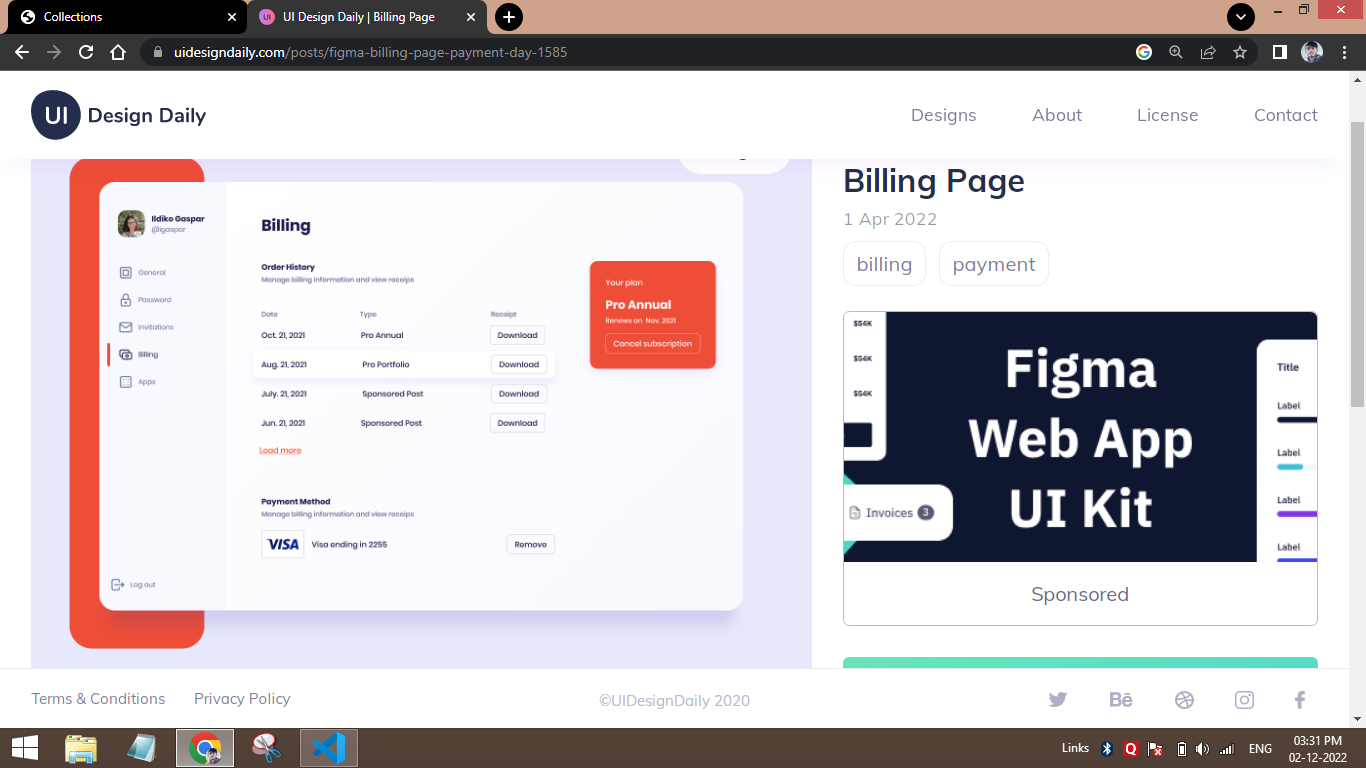 Collections
UI Design Daily | Billing Page
uidesigndaily.com/posts/figma-billing-page-payment-day-1585
UI Design Daily
Designs
About
License
Contact
Ildiko Gaspar
@igaspar
General
Password
Invitations
Billing
Apps
Log out
Billing
Order History
Manage billing information and view receips
Date Type Receipt
Oct. 21, 2021 Pro Annual Download
Aug. 21, 2021 Pro Portfolio Download
July. 21, 2021 Sponsored Post Download
Jun. 21, 2021 Sponsored Post Download
Load more
Payment Method
Manage billing information and view receips
VISA Visa ending in 2255 Remove
Your plan
Pro Annual
Renews on Nov. 2021
Cancel subscription
Billing Page
1 Apr 2022
billing payment
$54K
$54K
$54K
Invoices 3
Figma
Web App
UI Kit
Title
Label
Label
Label
Label
Sponsored
Terms & Conditions Privacy Policy
©UIDesignDaily 2020
Bē
Links ENG
03:31 PM
02-12-2022